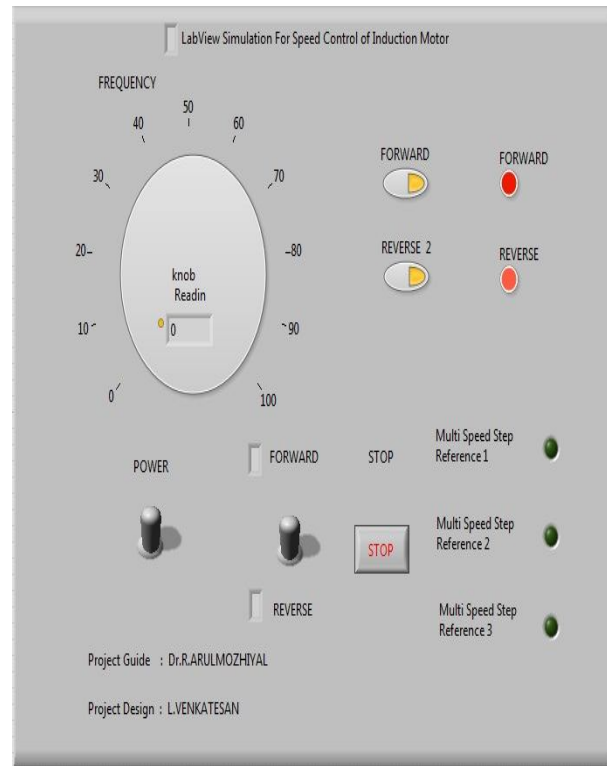 LabView Simulation For Speed Control of Induction Motor
FREQUENCY
50
40
60
30
70
20
80
10
90
0
100
knob
Readin
0
FORWARD
FORWARD
REVERSE 2
REVERSE
POWER
FORWARD
STOP
STOP
REVERSE
Multi Speed Step
Reference 1
Multi Speed Step
Reference 2
Multi Speed Step
Reference 3
Project Guide : Dr.R.ARULMOZHIYAL
Project Design : L.VENKATESAN